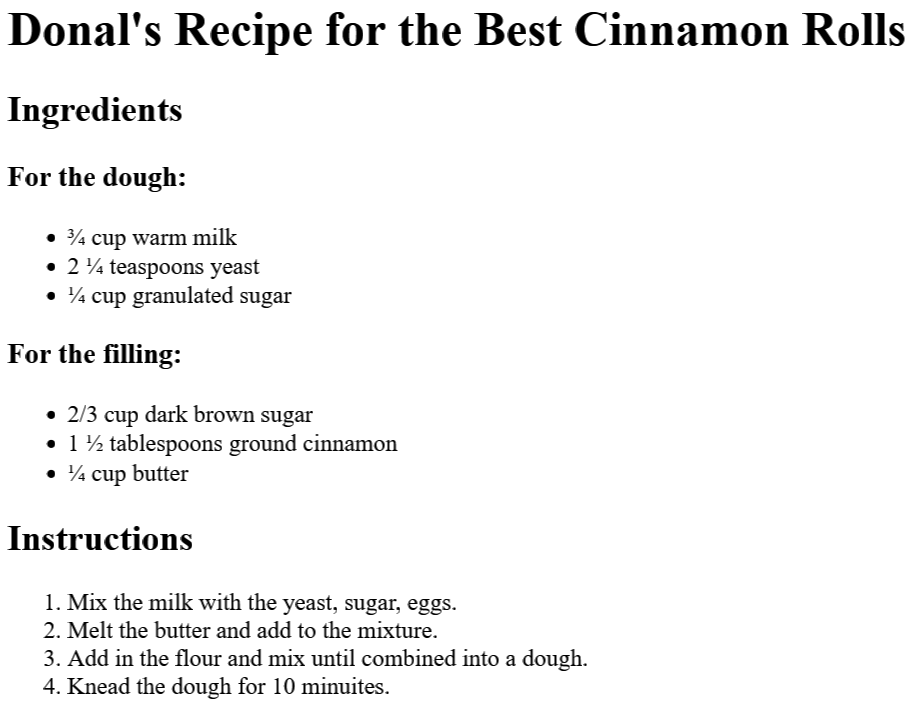 Donal's Recipe for the Best Cinnamon Rolls
Ingredients
For the dough:
• ¾ cup warm milk
• 2 ¼ teaspoons yeast
• ¼ cup granulated sugar
For the filling:
• 2/3 cup dark brown sugar
• 1 ½ tablespoons ground cinnamon
• ¼ cup butter
Instructions
1. Mix the milk with the yeast, sugar, eggs.
2. Melt the butter and add to the mixture.
3. Add in the flour and mix until combined into a dough.
4. Knead the dough for 10 minuites.